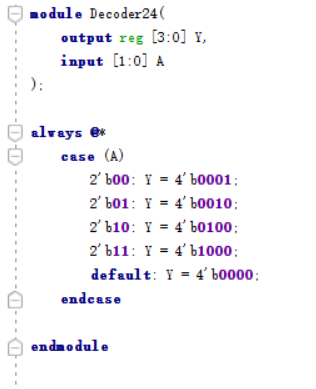 module Decoder24(
output reg [3:0] Y,
input [1:0] A
);
always @*
case (A)
2'b00: Y = 4'b0001;
2'b01: Y = 4'b0010;
2'b10: Y = 4'b0100;
2'b11: Y = 4'b1000;
default: Y = 4'b0000;
endcase
endmodule